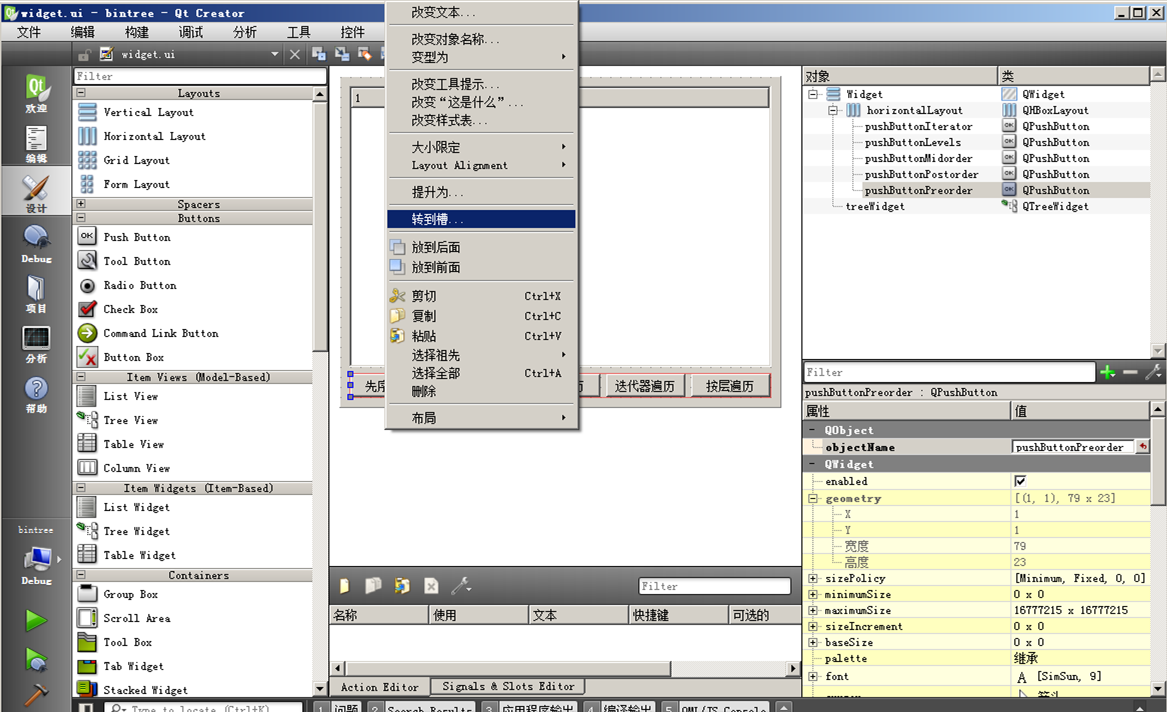 widget.ui - bintree - Qt Creator
文件 编辑 构建 调试 分析 工具 控件
widget.ui
欢迎
编辑
设计
Debug
项目
分析
帮助
bintree
Debug
Filter
Layouts
Vertical Layout
Horizontal Layout
Grid Layout
Form Layout
Spacers
Buttons
Push Button
Tool Button
Radio Button
Check Box
Command Link Button
Button Box
Item Views (Model-Based)
List View
Tree View
Table View
Column View
Item Widgets (Item-Based)
List Widget
Tree Widget
Table Widget
Containers
Group Box
Scroll Area
Tool Box
Tab Widget
Stacked Widget
1
改变文本...
改变对象名称...
变型为
改变工具提示...
改变“这是什么”...
改变样式表...
大小限定
Layout Alignment
提升为...
转到槽...
放到后面
放到前面
剪切 Ctrl+X
复制 Ctrl+C
粘贴 Ctrl+V
选择祖先
选择全部 Ctrl+A
删除
布局
迭代器遍历 按层遍历
Filter
名称 使用 文本 快捷键 可选的
Action Editor Signals & Slots Editor
对象 类
Widget QWidget
horizontalLayout QHBoxLayout
pushButtonIterator QPushButton
pushButtonLevels QPushButton
pushButtonMidorder QPushButton
pushButtonPostorder QPushButton
pushButtonPreorder QPushButton
treeWidget QTreeWidget
Filter
pushButtonPreorder : QPushButton
属性 值
QObject
objectName pushButtonPreorder
QWidget
enabled
geometry [(1, 1), 79 x 23]
X 1
Y 1
宽度 79
高度 23
sizePolicy [Minimum, Fixed, 0, 0]
minimumSize 0 x 0
maximumSize 16777215 x 16777215
sizeIncrement 0 x 0
baseSize 0 x 0
palette 继承
font A [SimSun, 9]
Type to locate (Ctrl+K) 1 问题 2 Search Results 3 应用程序输出 4 编译输出 5 QML/JS Console